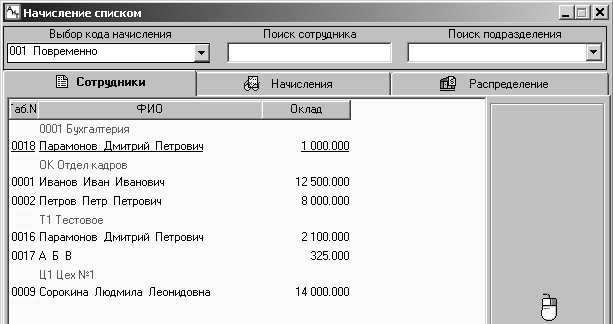 Начисление списком
Выбор кода начисления Поиск сотрудника Поиск подразделения
001 Повременно
Сотрудники Начисления Распределение
Таб.N ФИО Оклад
0001 Бухгалтерия
0018 Парамонов Дмитрий Петрович 1 000.000
ОК Отдел кадров
0001 Иванов Иван Иванович 12 500.000
0002 Петров Петр Петрович 8 000.000
Т1 Тестовое
0016 Парамонов Дмитрий Петрович 2 100.000
0017 А Б В 325.000
Ц1 Цех №1
0009 Сорокина Людмила Леонидовна 14 000.000